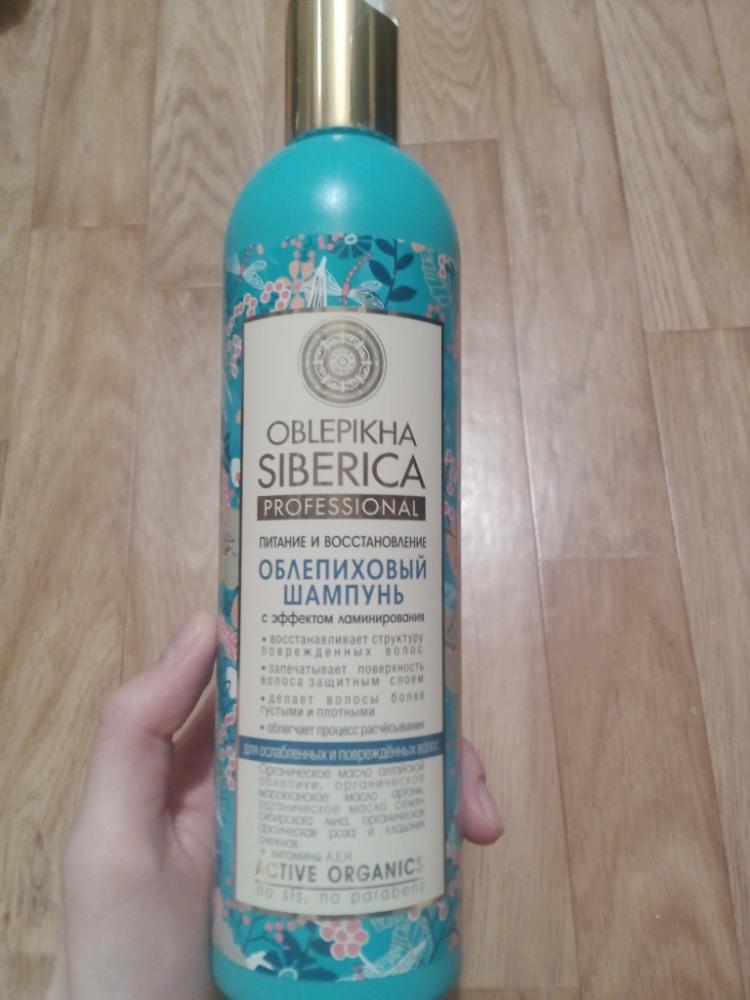 OBLEPIKHA
SIBERICA
PROFESSIONAL
ПИТАНИЕ И ВОССТАНОВЛЕНИЕ
ОБЛЕПИХОВЫЙ
ШАМПУНЬ
с эффектом ламинирования
• восстанавливает структуру
поврежденных волос
• запечатывает поверхность
волоса защитным слоем
• делает волосы более
густыми и плотными
• облегчает процесс расчёсывания
для ослабленных и повреждённых волос
Органическое масло алтайской
облепихи, органическое
марокканское масло арганы,
органическое масло семян
сибирского льна, органическая
арктическая роза и кладония
снежная.
+ витамины A,E,H
ACTIVE ORGANICS
no sls, no parabens